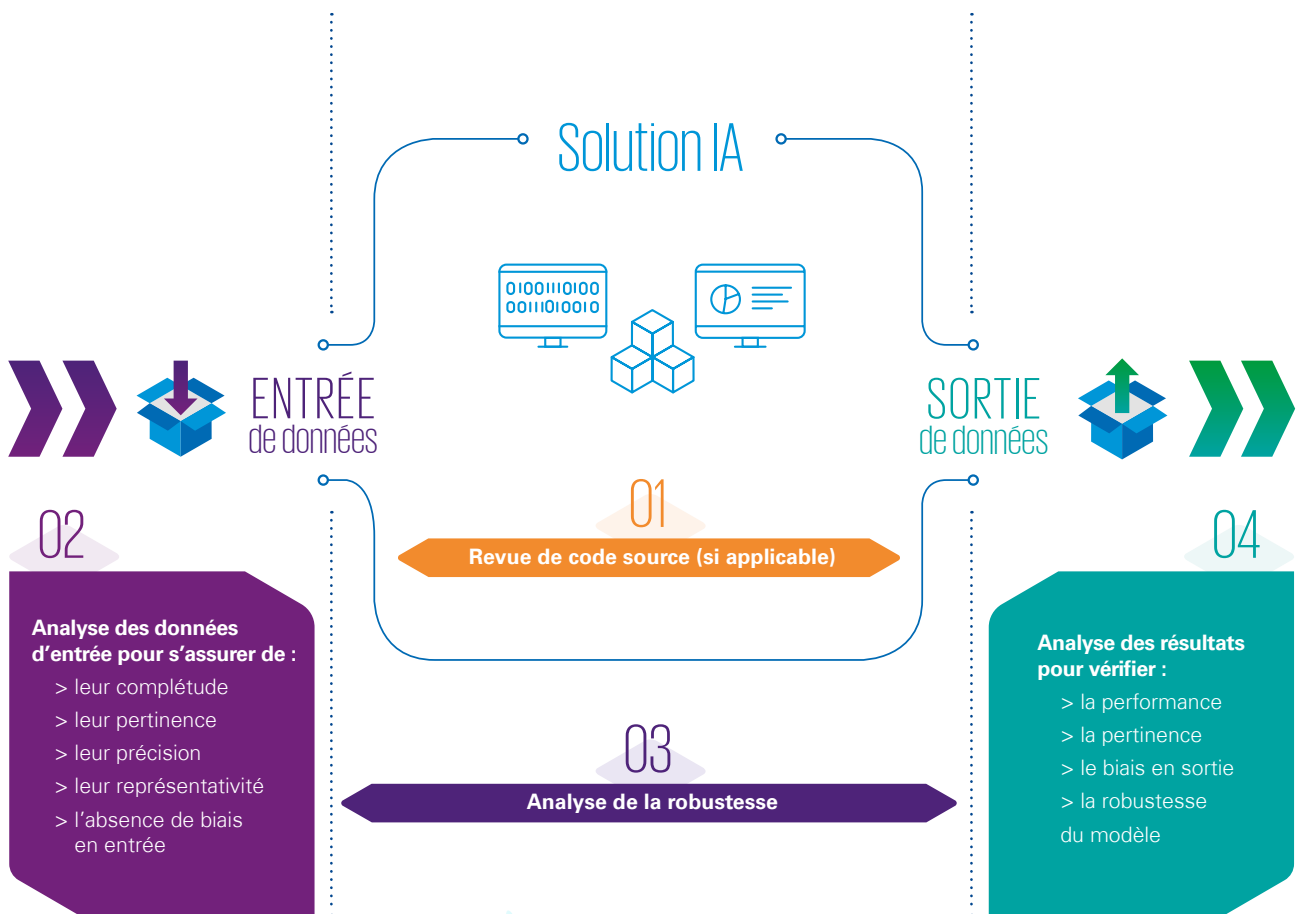 Solution IA
01001110100
00111010010
ENTRÉE
de données
SORTIE
de données
01
Revue de code source (si applicable)
02
Analyse des données
d’entrée pour s’assurer de :
> leur complétude
> leur pertinence
> leur précision
> leur représentativité
> l’absence de biais
en entrée
03
Analyse de la robustesse
04
Analyse des résultats
pour vérifier :
> la performance
> la pertinence
> le biais en sortie
> la robustesse
du modèle